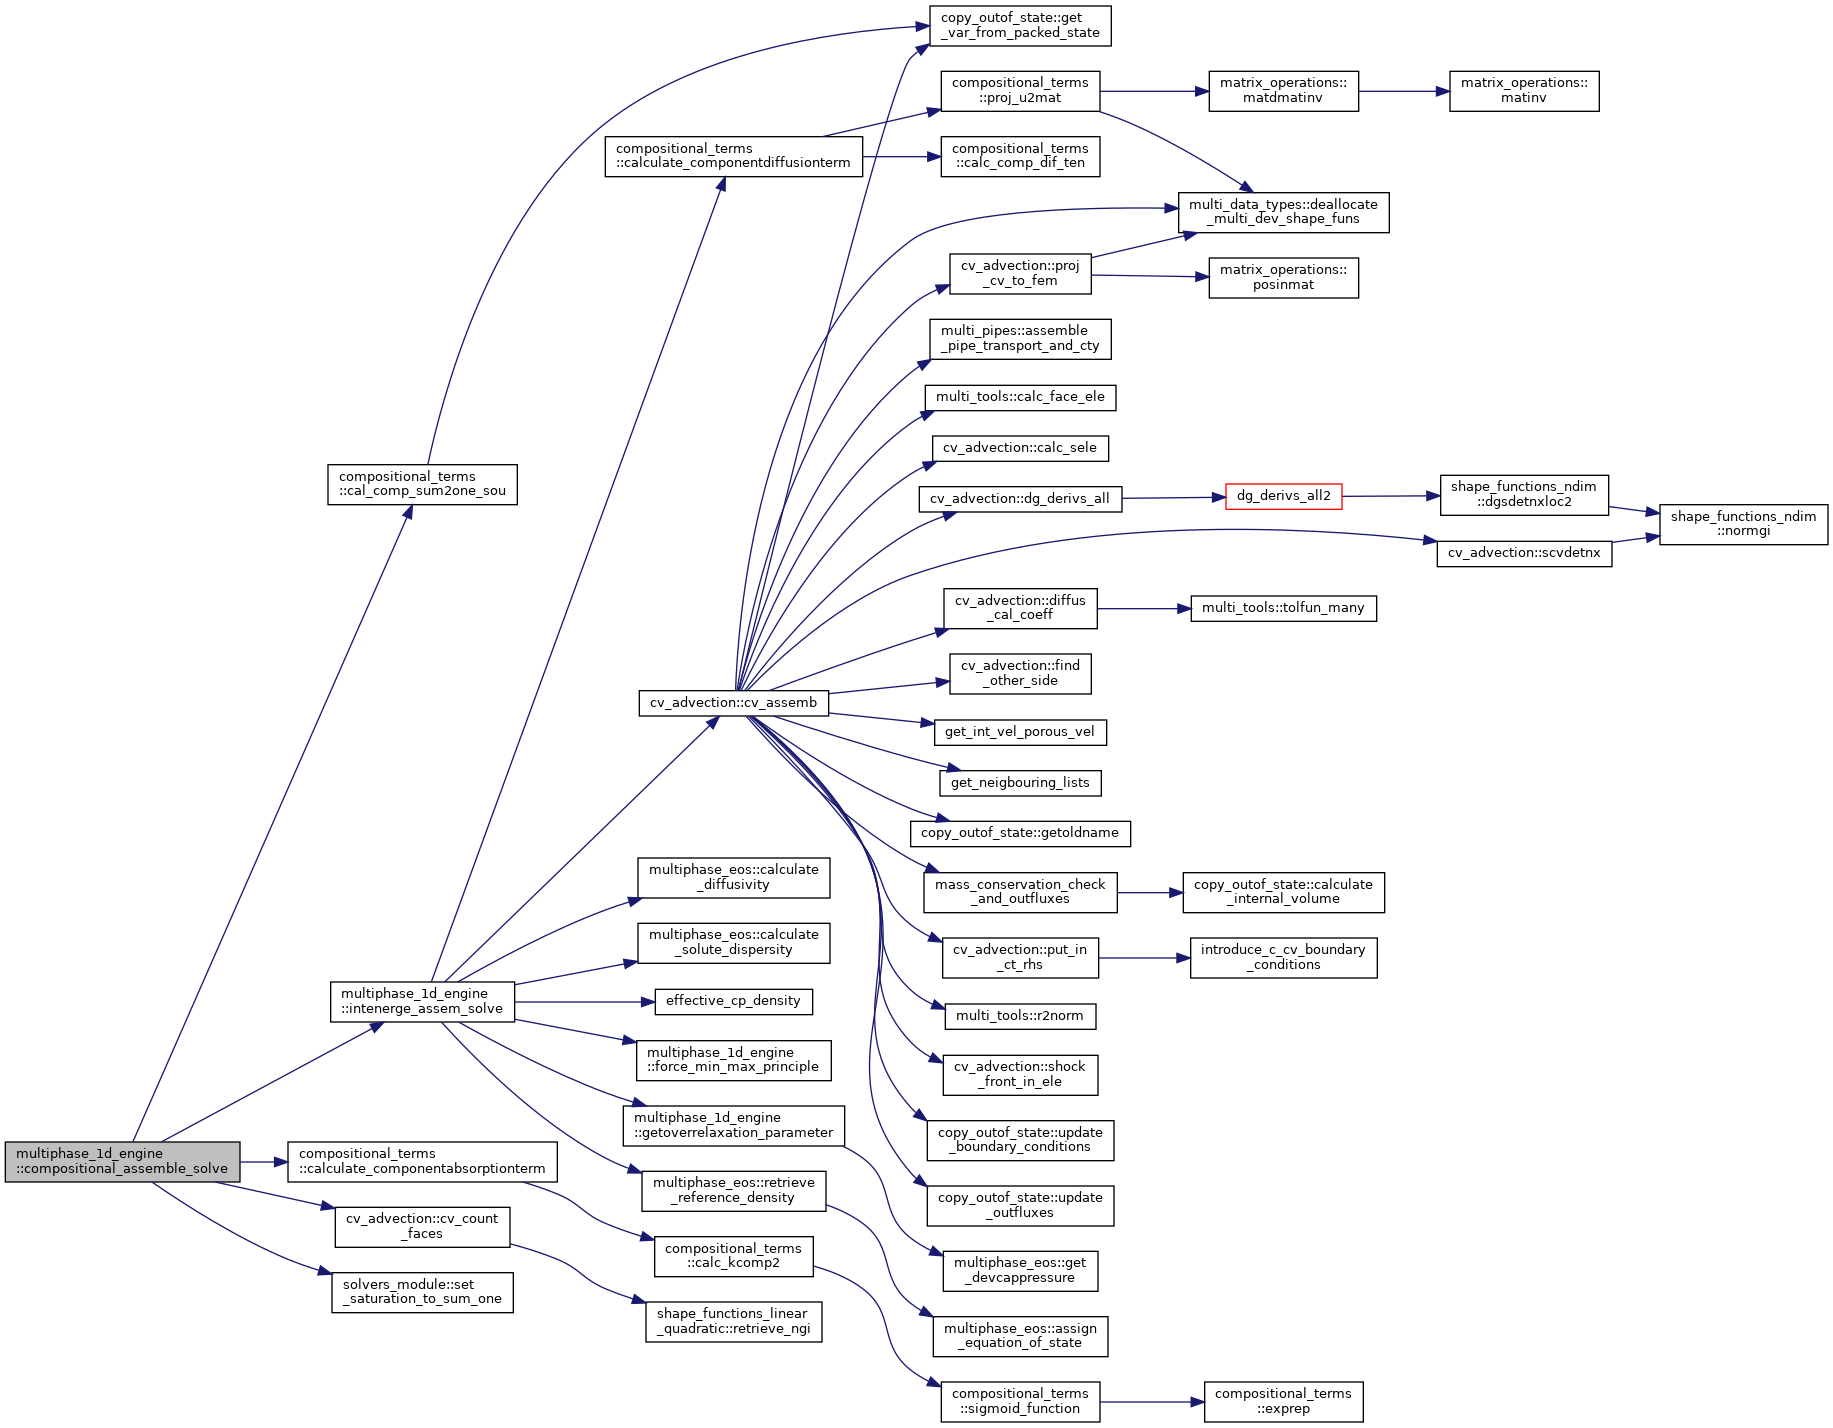 copy_outof_state::get
_var_from_packed_state
compositional_terms
::proj_u2mat
matrix_operations::
matdmatinv
matrix_operations::
matinv
compositional_terms
::calculate_componentdiffusionterm
compositional_terms
::calc_comp_dif_ten
multi_data_types::deallocate
_multi_dev_shape_funs
cv_advection::proj
_cv_to_fem
matrix_operations::
posinmat
multi_pipes::assemble
_pipe_transport_and_cty
multi_tools::calc_face_ele
cv_advection::calc_sele
compositional_terms
::cal_comp_sum2one_sou
cv_advection::dg_derivs_all
dg_derivs_all2
shape_functions_ndim
::dgsdetnxloc2
shape_functions_ndim
::normgi
cv_advection::scvdetnx
cv_advection::diffus
_cal_coeff
multi_tools::tolfun_many
cv_advection::find
_other_side
cv_advection::cv_assemb
get_int_vel_porous_vel
get_neigbouring_lists
copy_outof_state::getoldname
multiphase_eos::calculate
_diffusivity
mass_conservation_check
_and_outfluxes
copy_outof_state::calculate
_internal_volume
multiphase_eos::calculate
_solute_dispersity
cv_advection::put_in
_ct_rhs
introduce_c_cv_boundary
_conditions
multiphase_1d_engine
::intenerge_assem_solve
effective_cp_density
multi_tools::r2norm
multiphase_1d_engine
::force_min_max_principle
cv_advection::shock
_front_in_ele
multiphase_1d_engine
::getoverrelaxation_parameter
copy_outof_state::update
_boundary_conditions
multiphase_1d_engine
::compositional_assemble_solve
compositional_terms
::calculate_componentabsorptionterm
multiphase_eos::retrieve
_reference_density
copy_outof_state::update
_outfluxes
cv_advection::cv_count
_faces
compositional_terms
::calc_kcomp2
multiphase_eos::get
_devcappressure
solvers_module::set
_saturation_to_sum_one
shape_functions_linear
_quadratic::retrieve_ngi
multiphase_eos::assign
_equation_of_state
compositional_terms
::sigmoid_function
compositional_terms
::exprep